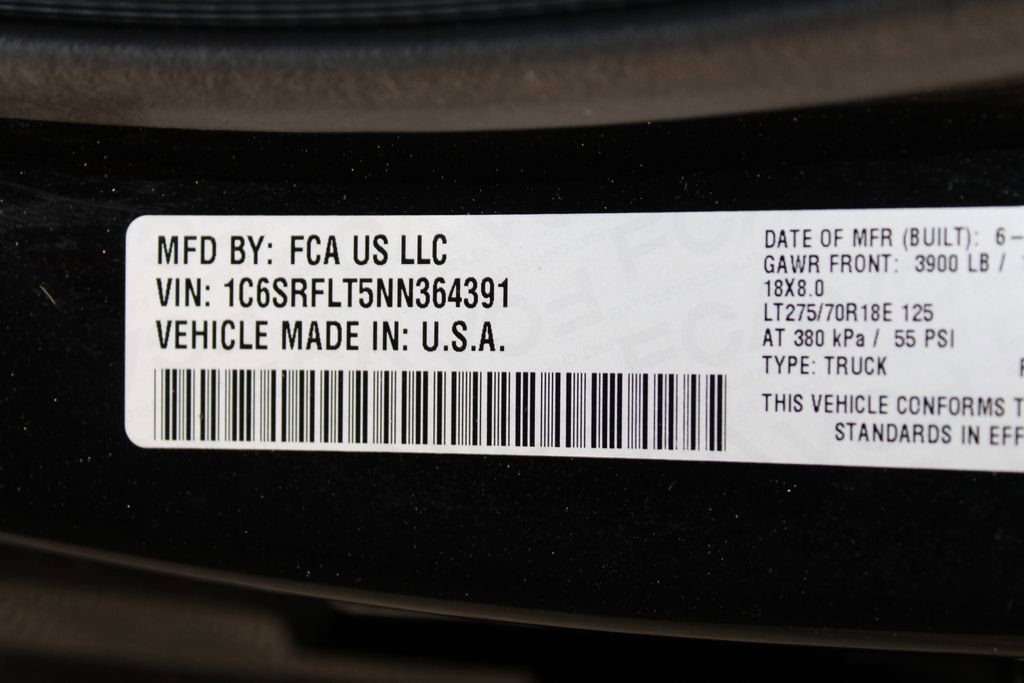 MFD BY: FCA US LLC
VIN: 1C6SRFLT5NN364391
VEHICLE MADE IN: U.S.A.
DATE OF MFR (BUILT): 6-
GAWR FRONT: 3900 LB /
18X8.0
LT275/70R18E 125
AT 380 kPa / 55 PSI
TYPE: TRUCK
THIS VEHICLE CONFORMS T
STANDARDS IN EFF